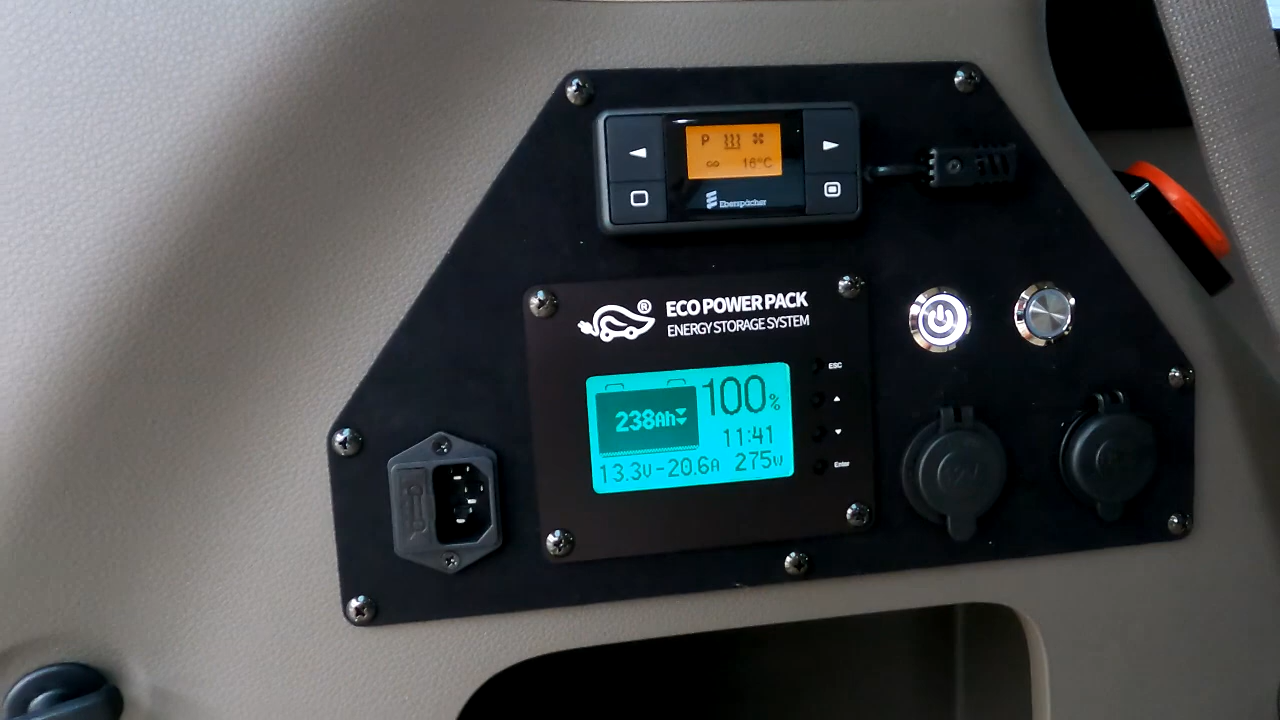 P
16°C
Eberspächer
®
ECO POWER PACK
ENERGY STORAGE SYSTEM
ESC
238Ah
100%
11:41
13.3V -20.6A 275W
Enter